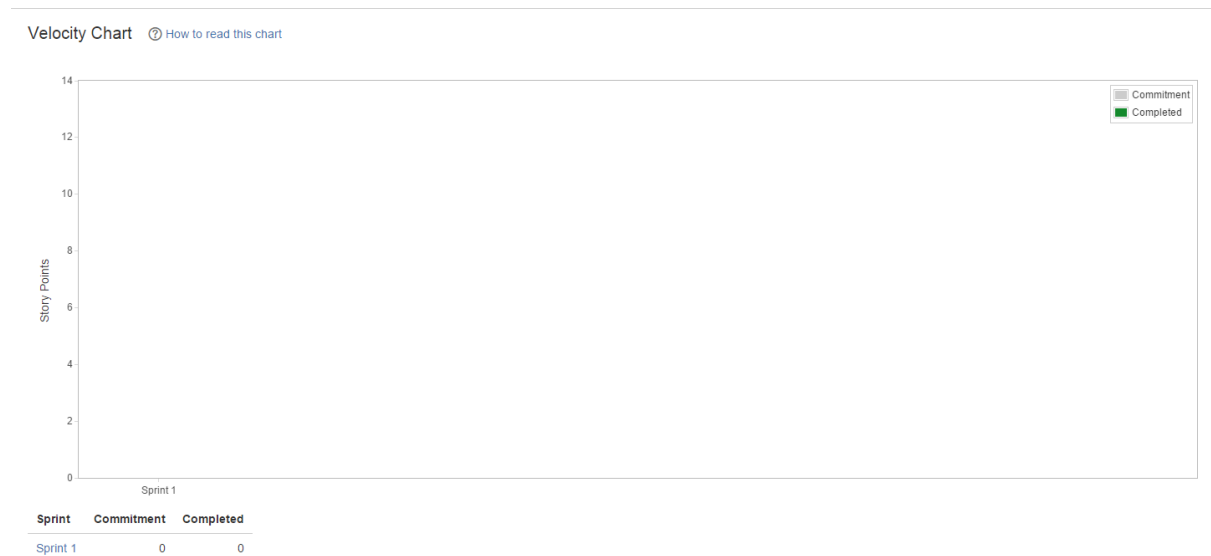 Velocity Chart ? How to read this chart
14
Commitment
Completed
12
10
8
Story Points
6
4
2
0
Sprint 1
Sprint Commitment Completed
Sprint 1 0 0